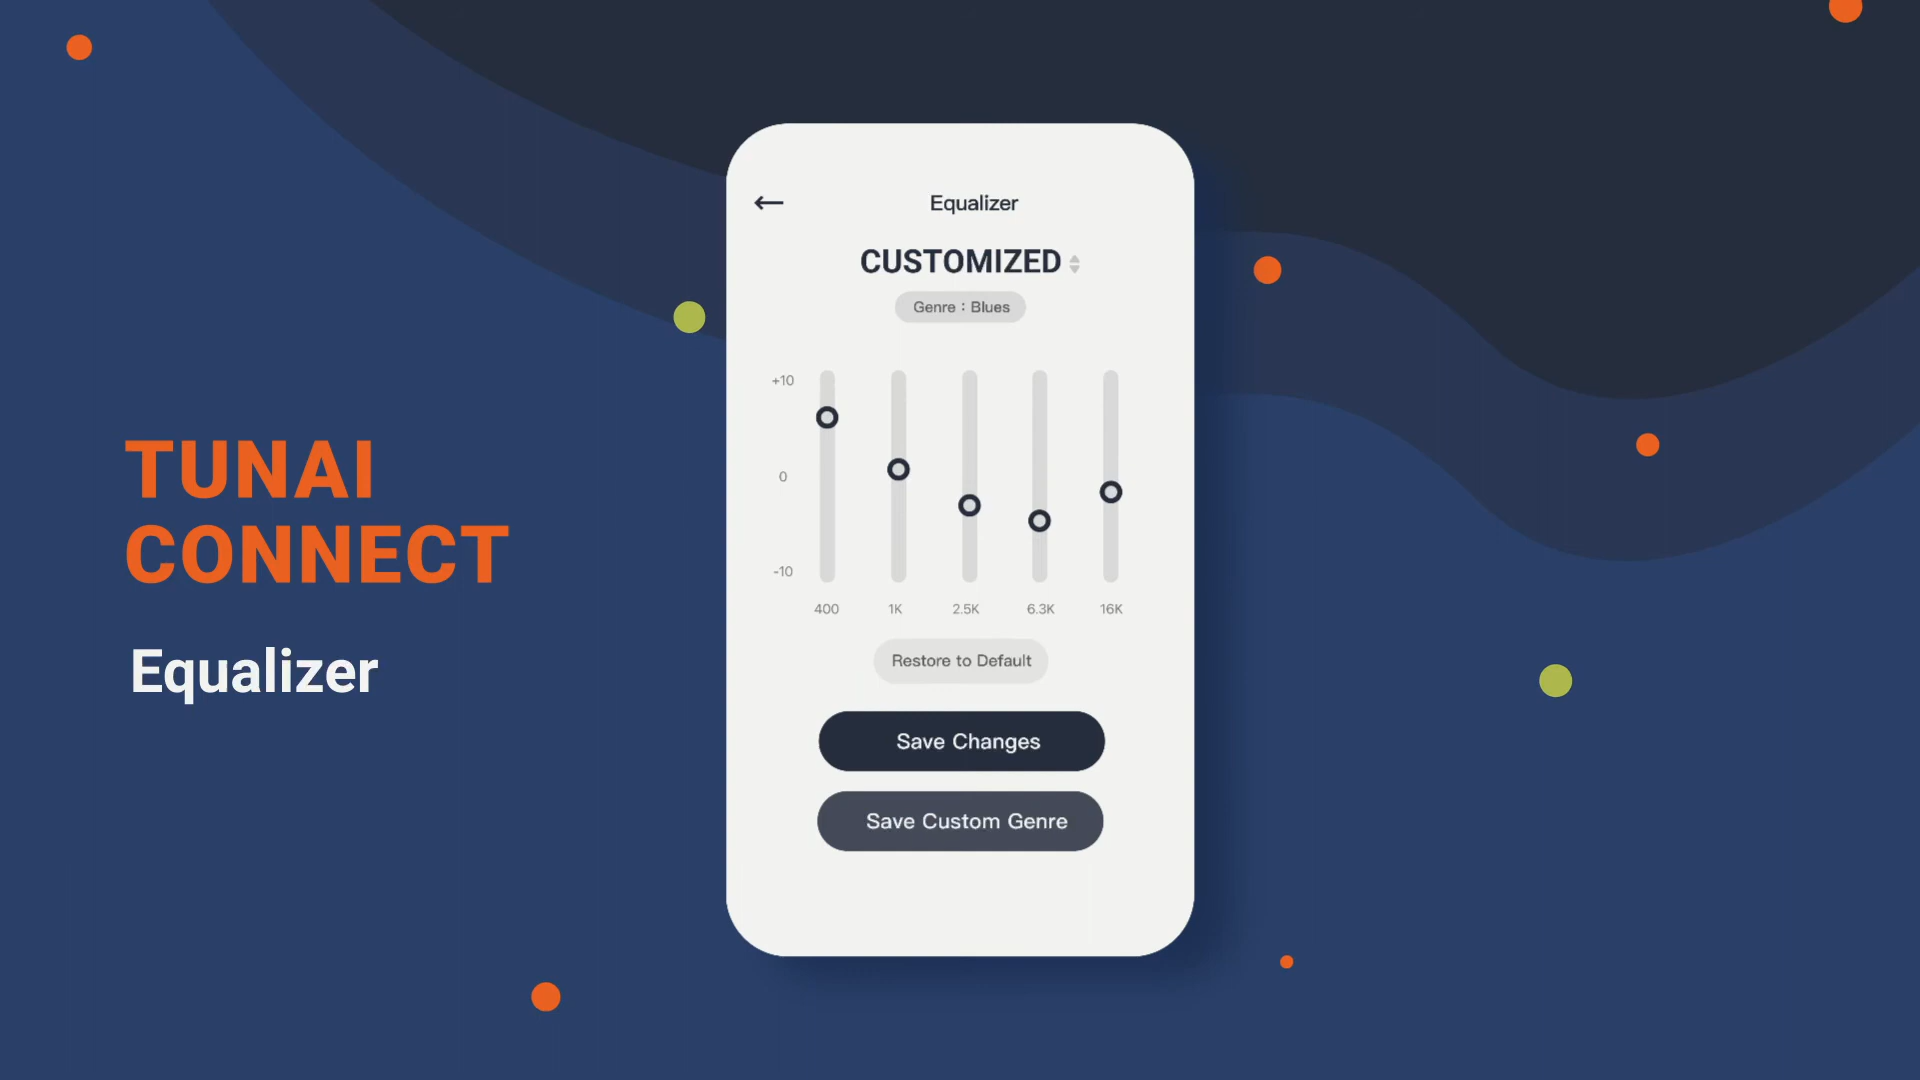 TUNAI
CONNECT
Equalizer
Equalizer
CUSTOMIZED
Genre : Blues
+10
0
-10
400 1K 2.5K 6.3K 16K
Restore to Default
Save Changes
Save Custom Genre